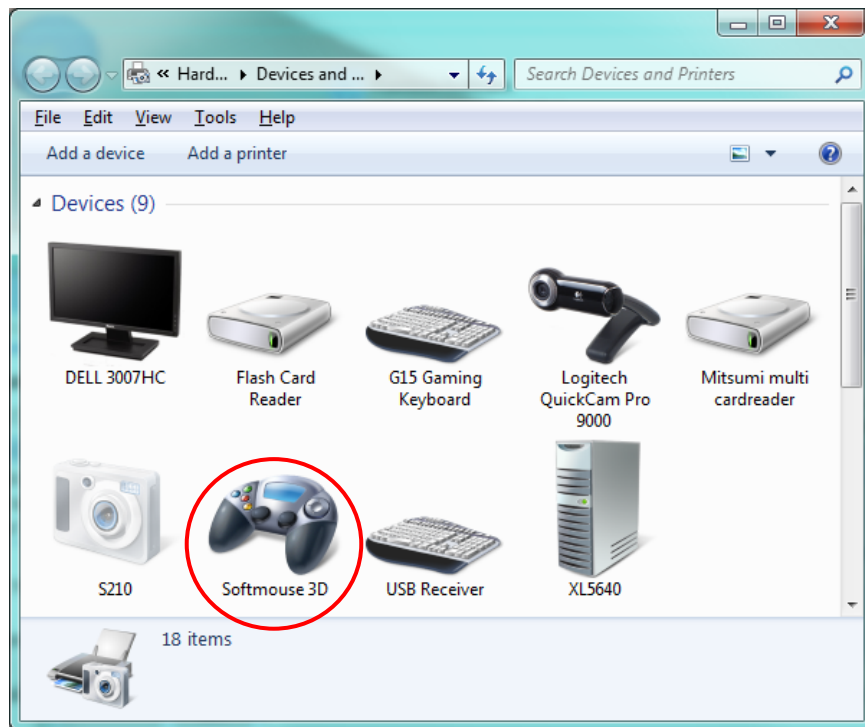 « Hard... ▸ Devices and ... ▸
Search Devices and Printers
File Edit View Tools Help
Add a device Add a printer
Devices (9)
DELL 3007HC
Flash Card
Reader
G15 Gaming
Keyboard
Logitech
QuickCam Pro
9000
Mitsumi multi
cardreader
S210
Softmouse 3D
USB Receiver
XL5640
18 items